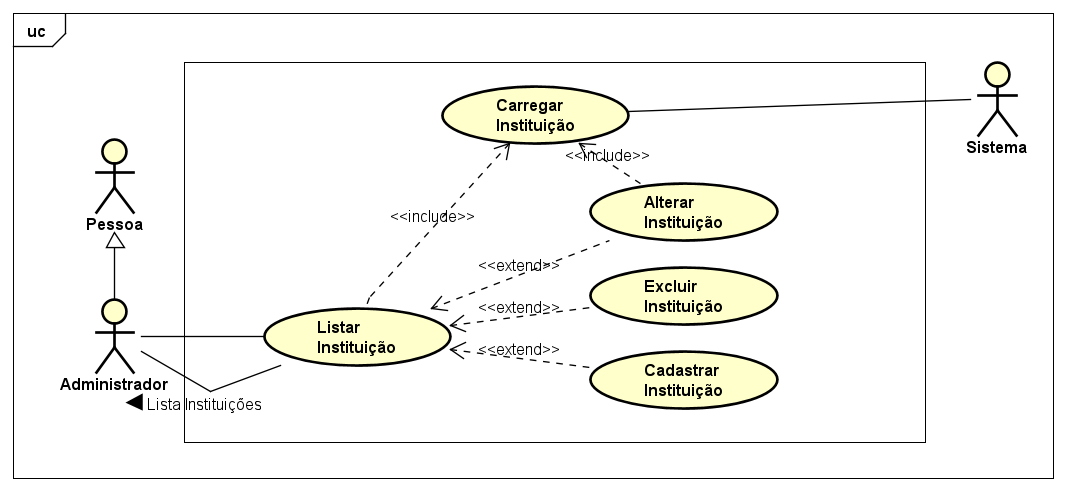 uc
Carregar
Instituição
Sistema
<<include>>
Alterar
Instituição
Pessoa
<<include>>
<<extend>>
Excluir
Instituição
<<extend>>
Listar
Instituição
<<extend>>
Cadastrar
Instituição
Administrador
Lista Instituições